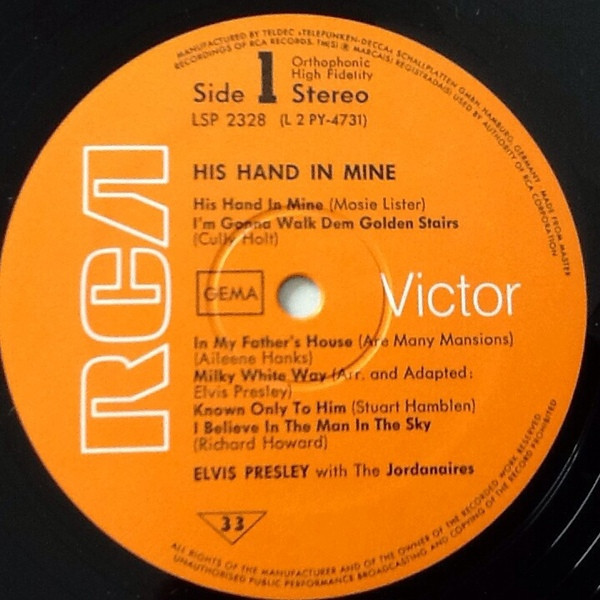 MANUFACTURED BY TELDEC »TELEFUNKEN-DECCA« SCHALLPLATTEN GMBH, HAMBURG, GERMANY MADE FROM MASTER
RECORDINGS OF RCA RECORDS, TM(S) ® MARCA(S) REGISTRADA(S) USED BY AUTHORITY OF RCA CORPORATION
Side 1 Orthophonic
High Fidelity
Stereo
LSP 2328 (L 2 PY-4731)
HIS HAND IN MINE
His Hand In Mine (Mosie Lister)
I'm Gonna Walk Dem Golden Stairs
(Cully Holt)
RCA
GEMA
Victor
In My Father's House (Are Many Mansions)
(Aileene Hanks)
Milky White Way (Arr. and Adapted:
Elvis Presley)
Known Only To Him (Stuart Hamblen)
I Believe In The Man In The Sky
(Richard Howard)
ELVIS PRESLEY with The Jordanaires
33
ALL RIGHTS OF THE MANUFACTURER AND OF THE OWNER OF THE RECORDED WORK RESERVED
UNAUTHORISED PUBLIC PERFORMANCE BROADCASTING AND COPYING OF THE RECORD PROHIBITED